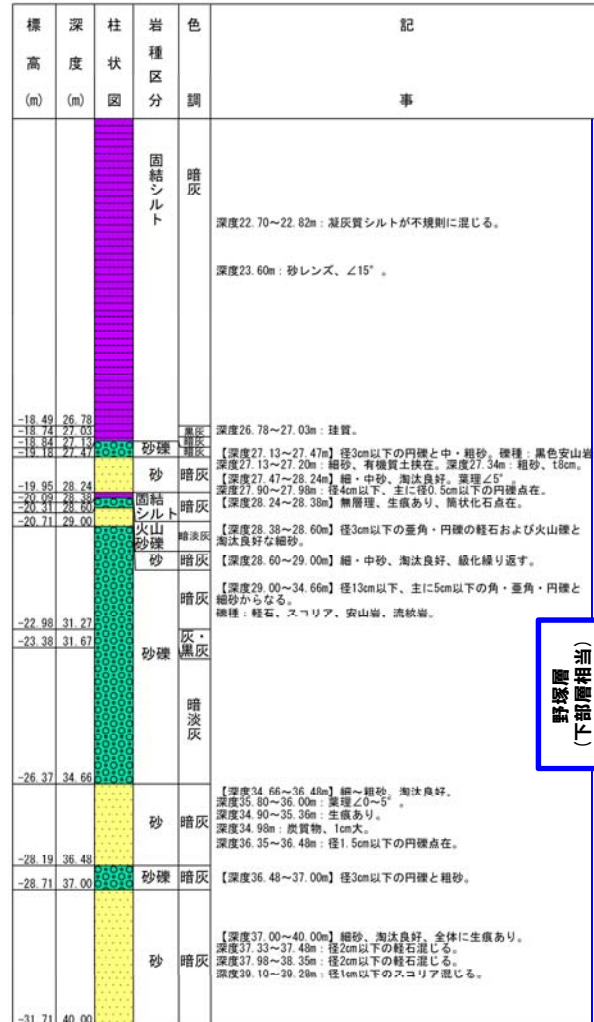 標高(m) 深度(m) 柱状図 岩種区分 色調 記事
固結シルト 暗灰
深度22.70～22.82m：凝灰質シルトが不規則に混じる。
深度23.60m：砂レンズ、∠15°。
-18.49 26.78
-18.74 27.03 黒灰 深度26.78～27.03m：珪質。
-18.84 27.13 暗灰
-19.18 27.47 砂礫 暗灰 【深度27.13～27.47m】径3cm以下の円礫と中・粗砂。礫種：黒色安山岩
深度27.13～27.20m：細砂、有機質土挟在。深度27.34m：粗砂、t8cm。
砂 暗灰 【深度27.47～28.24m】細・中砂、淘汰良好。葉理∠5°。
-19.95 28.24 深度27.90～27.98m：径4cm以下、主に径0.5cm以下の円礫点在。
-20.09 28.38 固結シルト 暗灰 【深度28.24～28.38m】無層理、生痕あり、筒状化石点在。
-20.31 28.60
-20.71 29.00
火山砂礫 暗淡灰 【深度28.38～28.60m】径3cm以下の亜角・円礫の軽石および火山礫と
淘汰良好な細砂。
砂 暗灰 【深度28.60～29.00m】細・中砂、淘汰良好、級化繰り返す。
砂礫 暗灰 【深度29.00～34.66m】径13cm以下、主に5cm以下の角・亜角・円礫と
細砂からなる。
礫種：軽石、スコリア、安山岩、流紋岩。
-22.98 31.27
-23.38 31.67 灰・黒灰
暗淡灰
野塚層
(下部層相当)
-26.37 34.66
【深度34.66～36.48m】細～粗砂、淘汰良好。
深度35.80～36.00m：葉理∠0～5°。
砂 暗灰 深度34.90～35.36m：生痕あり。
深度34.98m：炭質物、1cm大。
深度36.35～36.48m：径1.5cm以下の円礫点在。
-28.19 36.48
-28.71 37.00 砂礫 暗灰 【深度36.48～37.00m】径3cm以下の円礫と粗砂。
【深度37.00～40.00m】細砂、淘汰良好、全体に生痕あり。
深度37.33～37.48m：径2cm以下の軽石混じる。
砂 暗灰 深度37.98～38.35m：径2cm以下の軽石混じる。
深度39.10～39.28m：径1cm以下のスコリア混じる。
-31.71 40.00